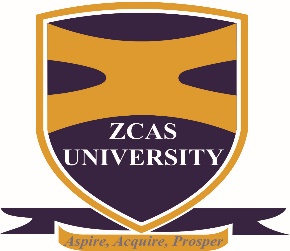 ZCAS
UNIVERSITY
Aspire, Acquire, Prosper